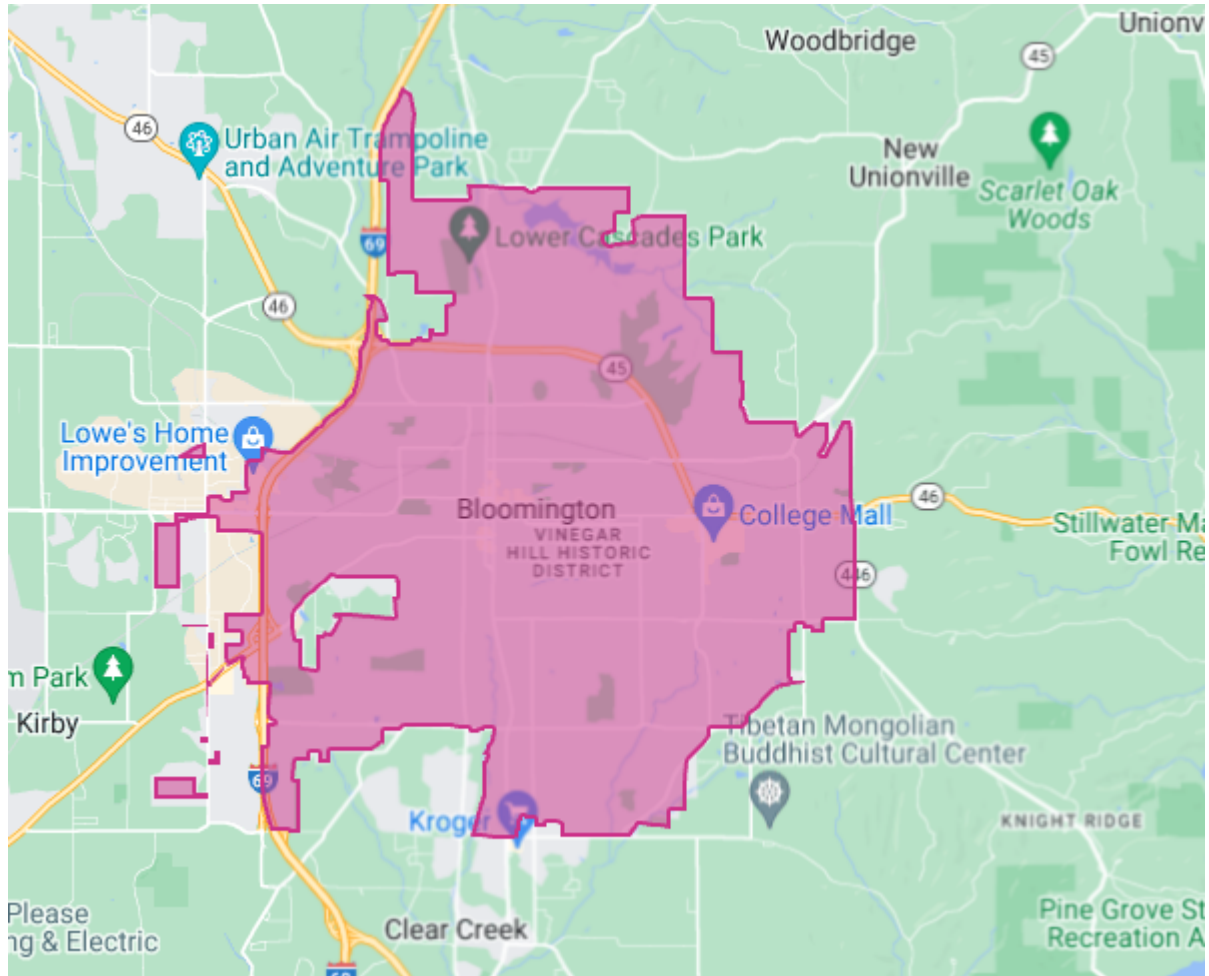 Woodbridge
Unionv
45
46
Urban Air Trampoline
and Adventure Park
New
Unionville
Scarlet Oak
Woods
69
Lower Cascades Park
46
45
Lowe's Home
Improvement
Bloomington
VINEGAR
HILL HISTORIC
DISTRICT
College Mall
46
Stillwater Ma
Fowl Re
446
m Park
Kirby
Tibetan Mongolian
Buddhist Cultural Center
69
Kroger
KNIGHT RIDGE
Please
ng & Electric
Clear Creek
Pine Grove St
Recreation A
69